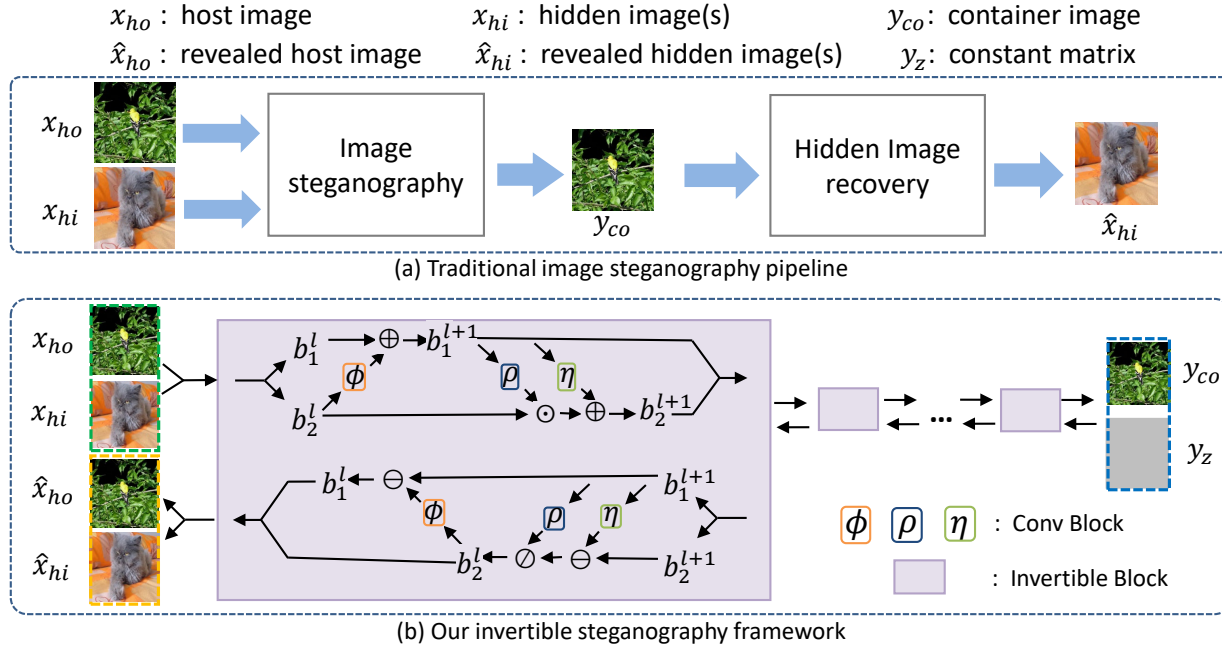 x_ho : host image x_hi : hidden image(s) y_co : container image
x̂_ho : revealed host image x̂_hi : revealed hidden image(s) y_z : constant matrix
x_ho
x_hi
Image
steganography
y_co
Hidden Image
recovery
x̂_hi
(a) Traditional image steganography pipeline
x_ho
x_hi
x̂_ho
x̂_hi
b_1^l ⊕ b_1^{l+1}
ϕ ρ η
b_2^l ⊙ ⊕ b_2^{l+1}
b_1^l ⊖ b_1^{l+1}
ϕ ρ η
b_2^l ⊘ ⊖ b_2^{l+1}
...
y_co
y_z
ϕ ρ η : Conv Block
: Invertible Block
(b) Our invertible steganography framework